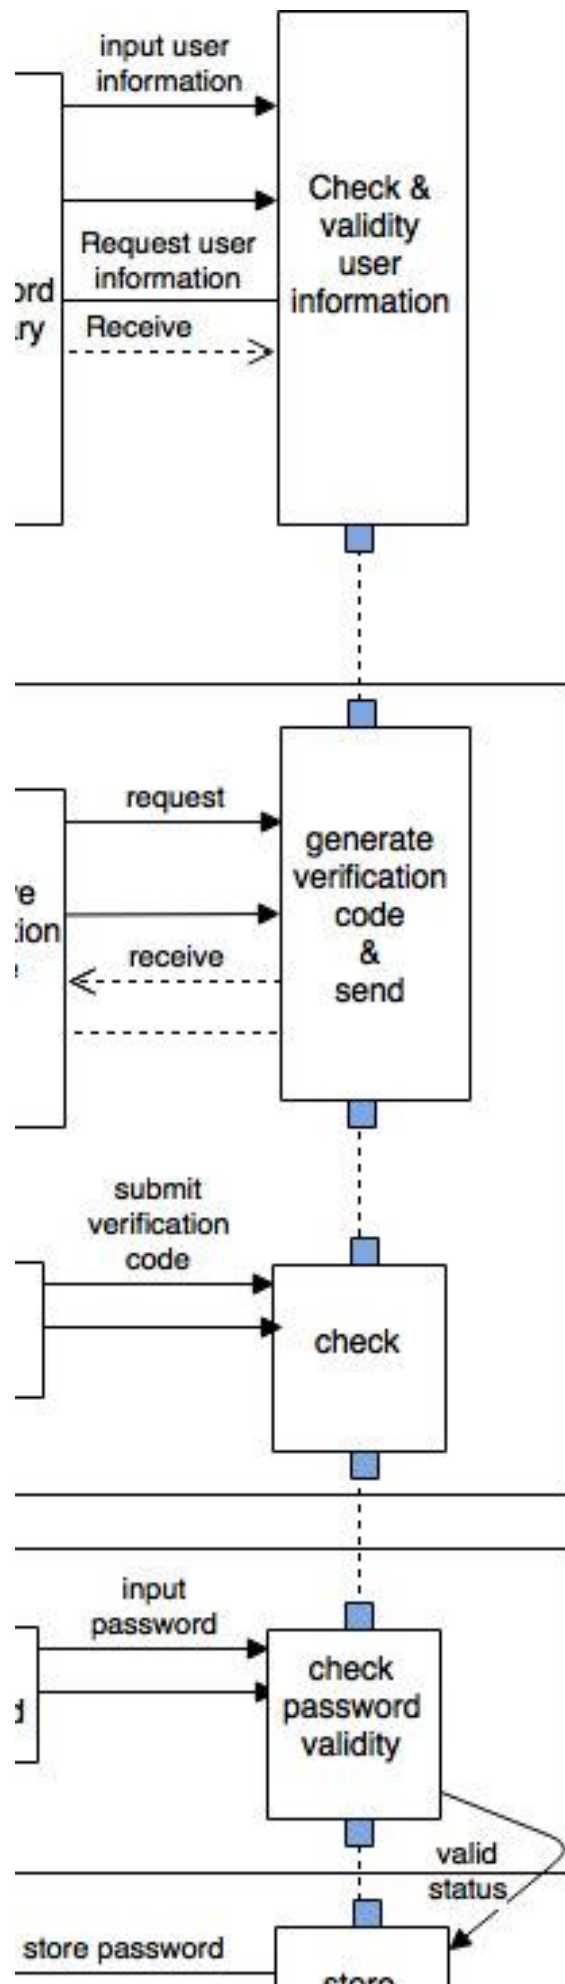 input user
information
Check &
validity
user
information
Request user
information
Receive
request
generate
verification
code
&
send
receive
submit
verification
code
check
input
password
check
password
validity
valid
status
store password
store